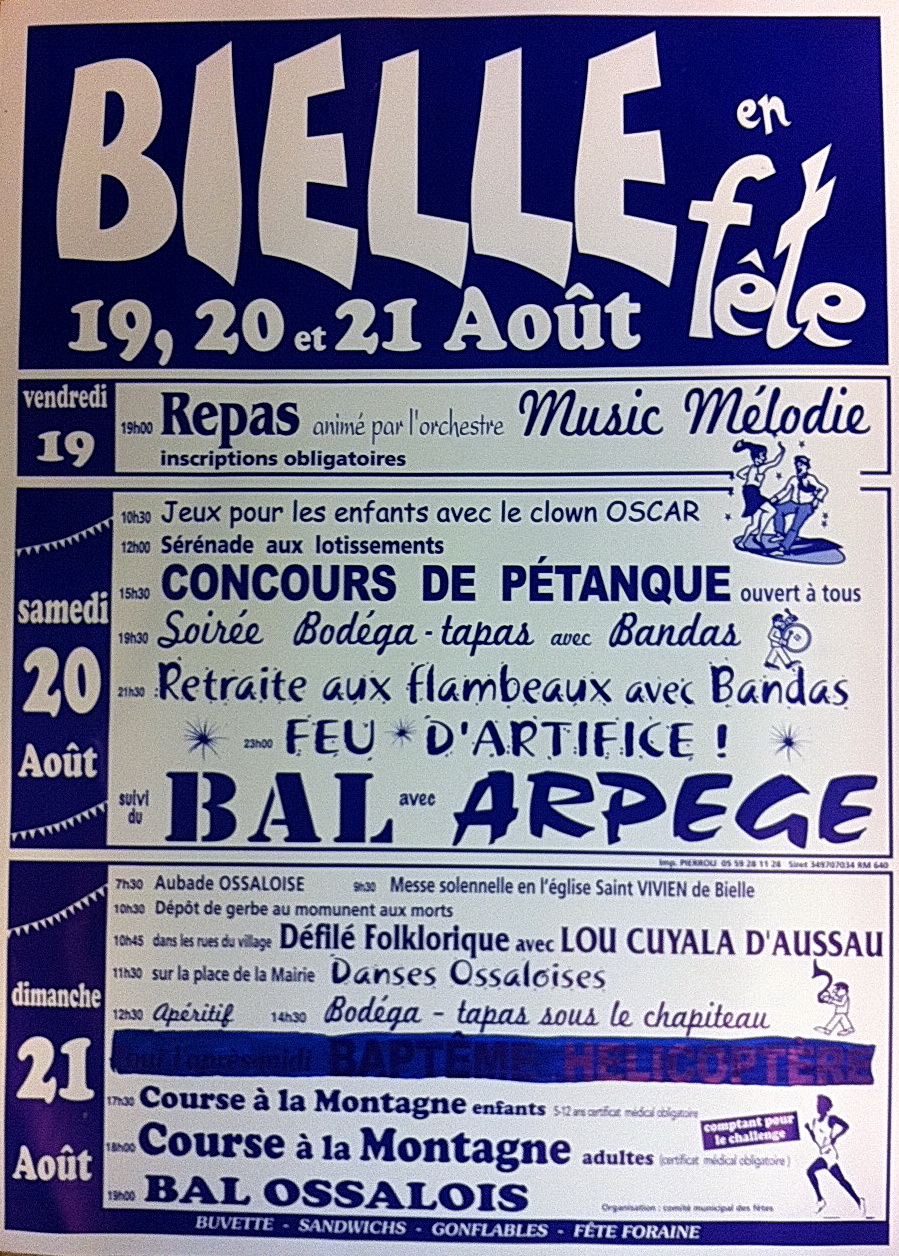 BIELLE en fête
19, 20 et 21 Août
vendredi 19
19h00 Repas animé par l'orchestre Music Mélodie
inscriptions obligatoires
samedi 20 Août
10h30 Jeux pour les enfants avec le clown OSCAR
12h00 Sérénade aux lotissements
15h30 CONCOURS DE PÉTANQUE ouvert à tous
19h30 Soirée Bodéga - tapas avec Bandas
21h30 : Retraite aux flambeaux avec Bandas
23h00 FEU D'ARTIFICE !
suivi du BAL avec ARPEGE
Imp. PIERROU 05 59 28 11 28 Siret 349707034 RM 640
dimanche 21 Août
7h30 Aubade OSSALOISE 9h30 Messe solennelle en l'église Saint VIVIEN de Bielle
10h30 Dépôt de gerbe au momunent aux morts
10h45 dans les rues du village Défilé Folklorique avec LOU CUYALA D'AUSSAU
11h30 sur la place de la Mairie Danses Ossaloises
12h30 Apéritif 14h30 Bodéga - tapas sous le chapiteau
tout l'après-midi BAPTÊME HELICOPTÈRE
17h30 Course à la Montagne enfants 5-12 ans certificat médical obligatoire
comptant pour le challenge
18h00 Course à la Montagne adultes (certificat médical obligatoire)
19h00 BAL OSSALOIS
Organisation : comité municipal des fêtes
BUVETTE - SANDWICHS - GONFLABLES - FÊTE FORAINE